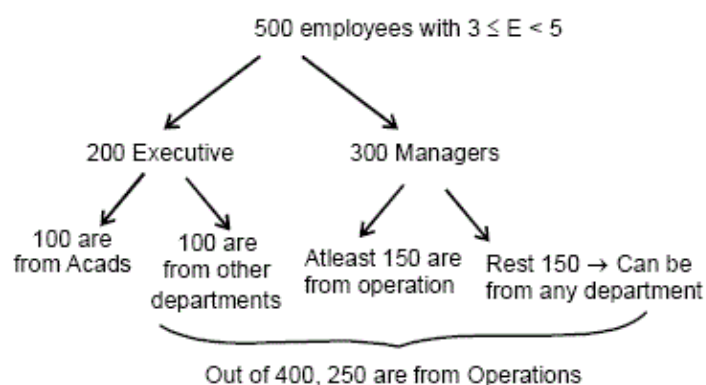 500 employees with 3 ≤ E < 5
200 Executive
300 Managers
100 are
from Acads
100 are
from other
departments
Atleast 150 are
from operation
Rest 150 → Can be
from any department
Out of 400, 250 are from Operations